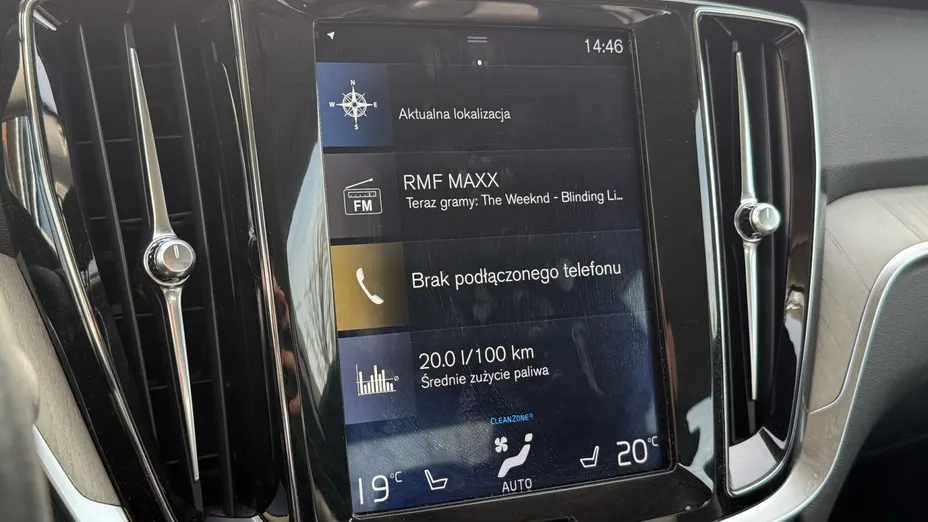 14:46
N
W E
S
Aktualna lokalizacja
RMF MAXX
FM
Teraz gramy: The Weeknd - Blinding Li...
Brak podłączonego telefonu
20.0 l/100 km
Średnie zużycie paliwa
CLEANZONE®
19°C
20°C
AUTO